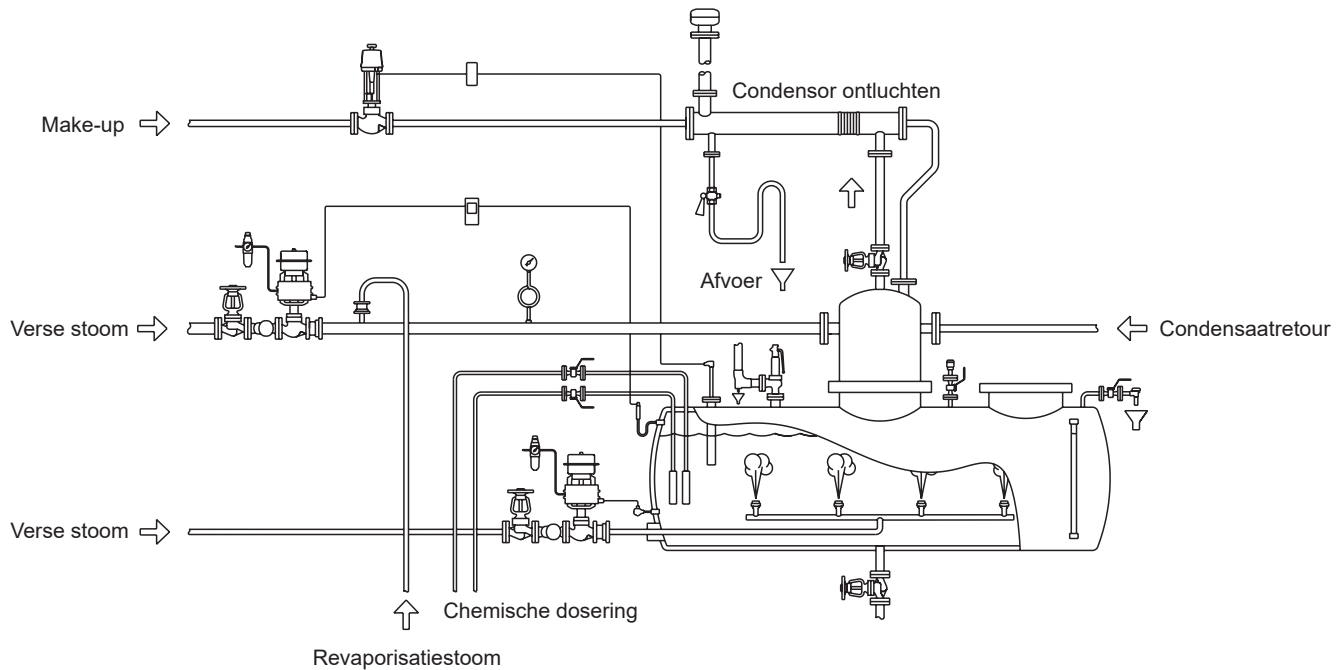 Condensor ontluchten
Make-up
Afvoer
Verse stoom
Condensaatretour
Verse stoom
Chemische dosering
Revaporisatiestoom